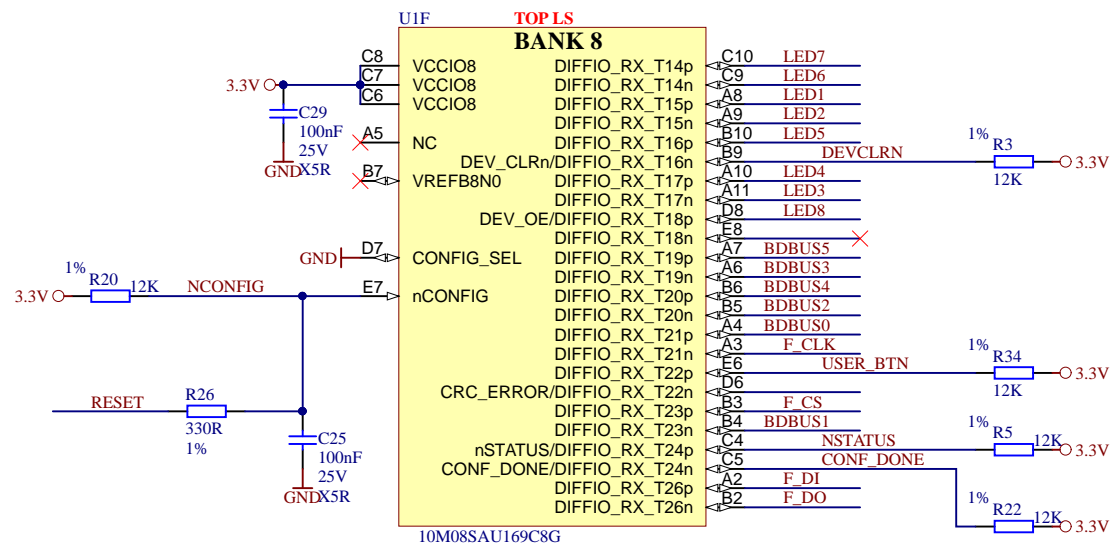 U1F TOP LS
BANK 8
C8 VCCIO8 DIFFIO_RX_T14p C10 LED7
3.3V C7 VCCIO8 DIFFIO_RX_T14n C9 LED6
C6 VCCIO8 DIFFIO_RX_T15p A8 LED1
C29
100nF
25V
X5R
GND
DIFFIO_RX_T15n A9 LED2
A5 NC DIFFIO_RX_T16p B10 LED5
DEV_CLRn/DIFFIO_RX_T16n B9 DEVCLRN 1% R3 12K 3.3V
B7 VREFB8N0 DIFFIO_RX_T17p A10 LED4
DIFFIO_RX_T17n A11 LED3
DEV_OE/DIFFIO_RX_T18p D8 LED8
DIFFIO_RX_T18n E8
GND D7 CONFIG_SEL DIFFIO_RX_T19p A7 BDBUS5
DIFFIO_RX_T19n A6 BDBUS3
3.3V 1% R20 12K NCONFIG E7 nCONFIG DIFFIO_RX_T20p B6 BDBUS4
DIFFIO_RX_T20n B5 BDBUS2
DIFFIO_RX_T21p A4 BDBUS0
DIFFIO_RX_T21n A3 F_CLK
DIFFIO_RX_T22p E6 USER_BTN 1% R34 12K 3.3V
CRC_ERROR/DIFFIO_RX_T22n D6
RESET R26 330R 1%
DIFFIO_RX_T23p B3 F_CS
DIFFIO_RX_T23n B4 BDBUS1
C25
100nF
25V
X5R
GND
nSTATUS/DIFFIO_RX_T24p C4 NSTATUS 1% R5 12K 3.3V
CONF_DONE/DIFFIO_RX_T24n C5 CONF_DONE 1% R22 12K 3.3V
DIFFIO_RX_T26p A2 F_DI
DIFFIO_RX_T26n B2 F_DO
10M08SAU169C8G